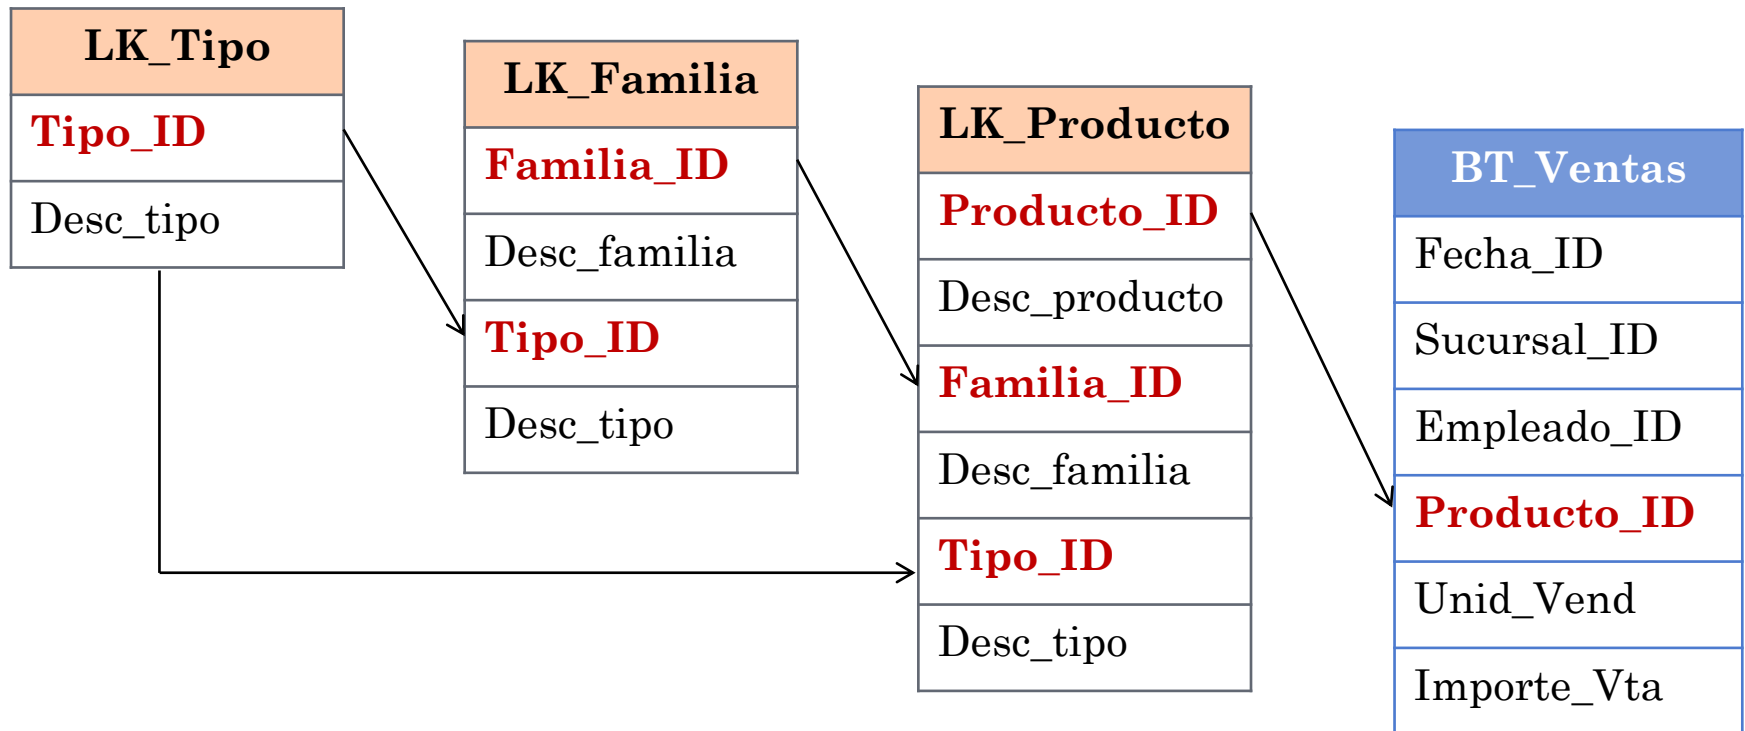 LK_Tipo
Tipo_ID
Desc_tipo
LK_Familia
Familia_ID
Desc_familia
Tipo_ID
Desc_tipo
LK_Producto
Producto_ID
Desc_producto
Familia_ID
Desc_familia
Tipo_ID
Desc_tipo
BT_Ventas
Fecha_ID
Sucursal_ID
Empleado_ID
Producto_ID
Unid_Vend
Importe_Vta